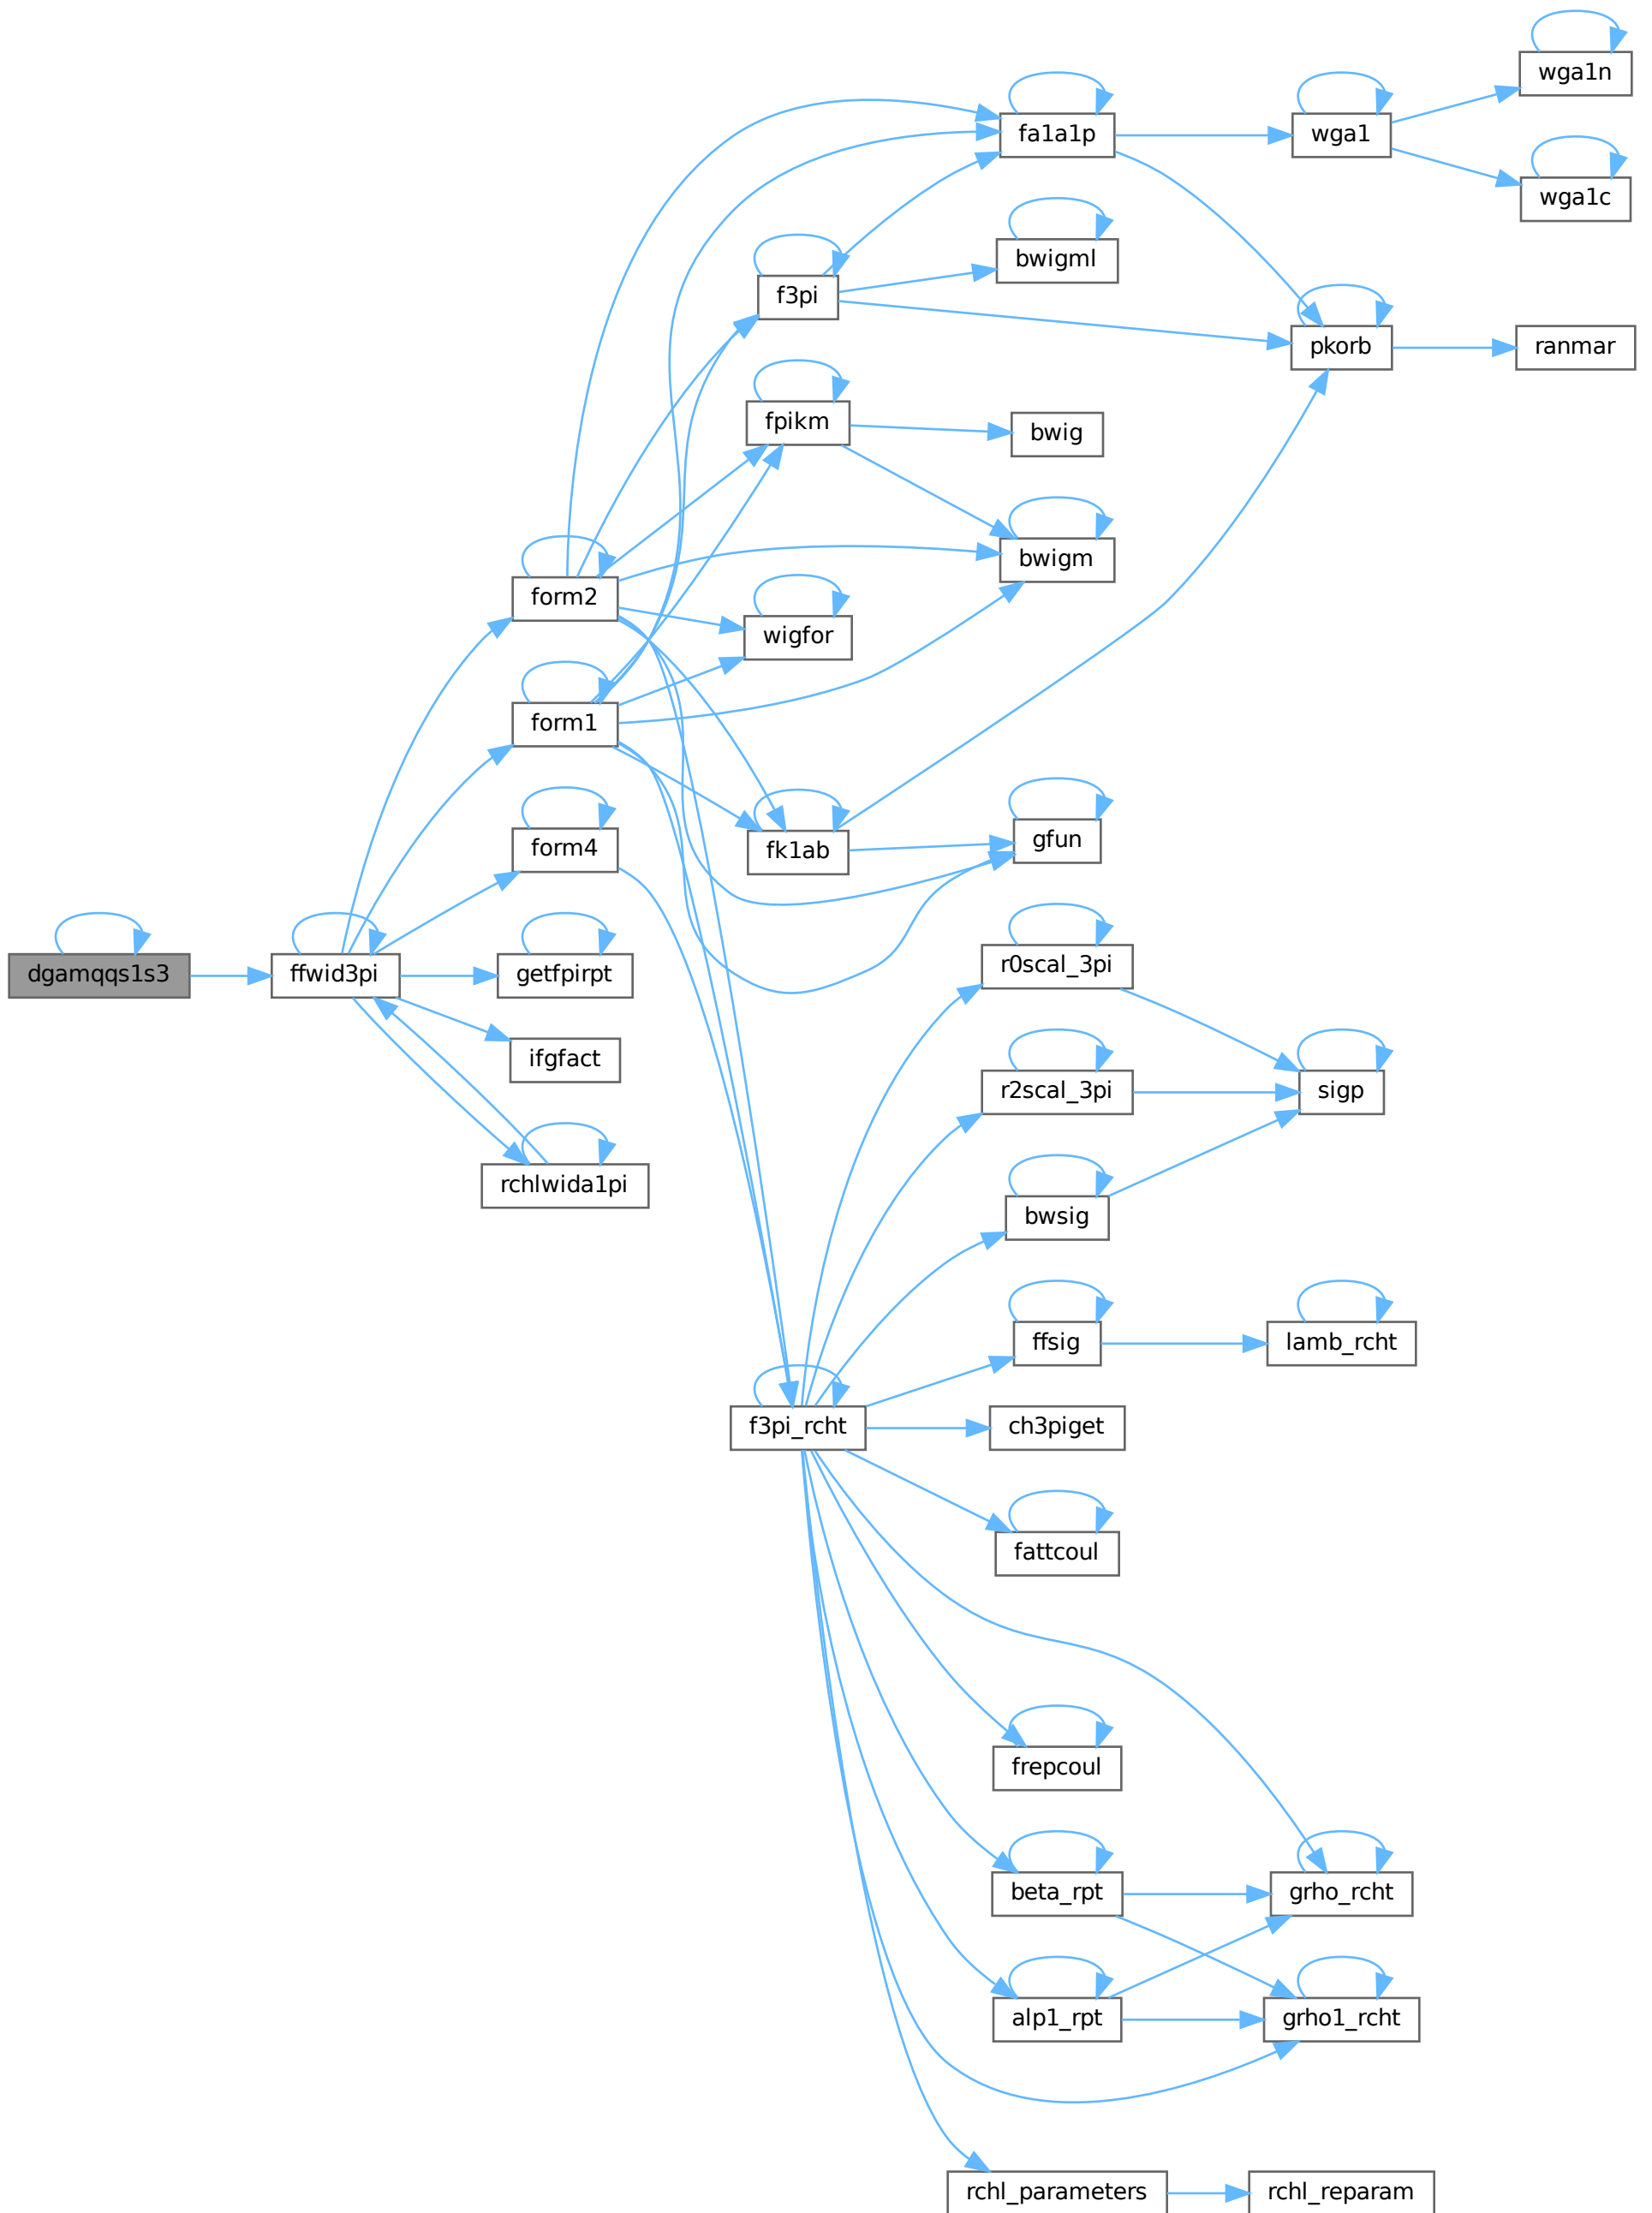 wga1n
fa1a1p
wga1
wga1c
bwigml
f3pi
pkorb
ranmar
fpikm
bwig
bwigm
form2
wigfor
form1
form4
fk1ab
gfun
dgamqqs1s3
ffwid3pi
getfpirpt
r0scal_3pi
ifgfact
r2scal_3pi
sigp
rchlwida1pi
bwsig
ffsig
lamb_rcht
f3pi_rcht
ch3piget
fattcoul
frepcoul
beta_rpt
grho_rcht
alp1_rpt
grho1_rcht
rchl_parameters
rchl_reparam